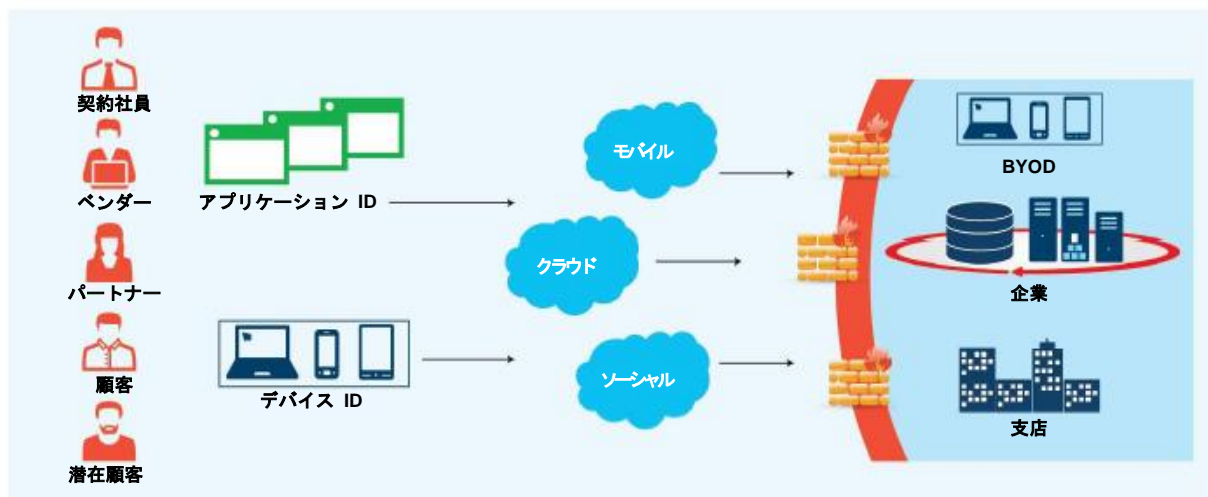 契約社員
ベンダー
パートナー
顧客
潜在顧客
アプリケーション ID
デバイス ID
モバイル
クラウド
ソーシャル
BYOD
企業
支店